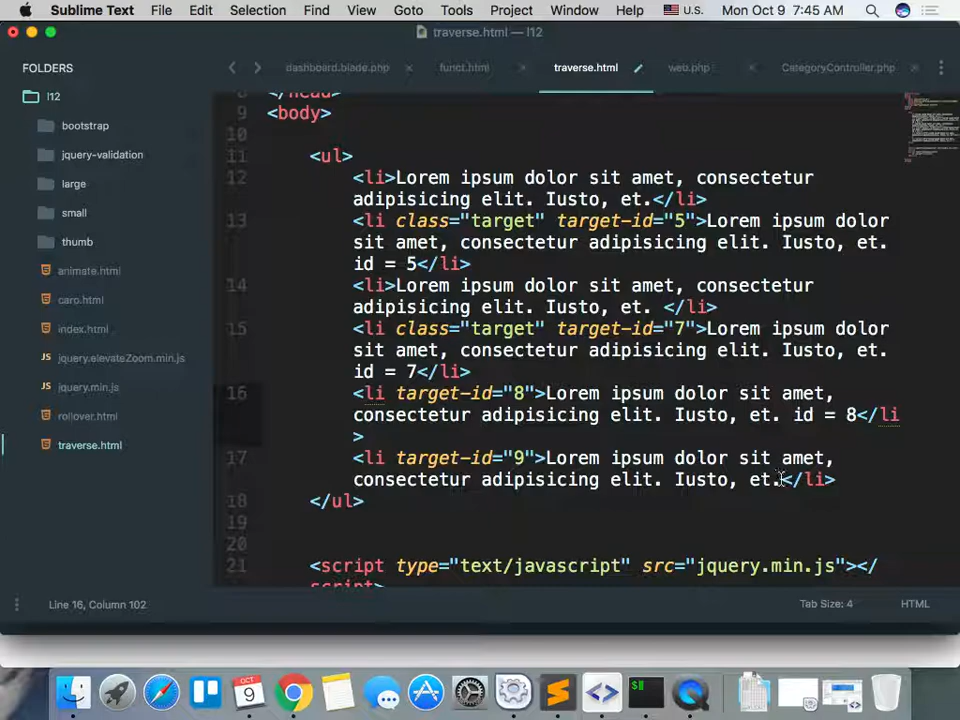 Sublime Text File Edit Selection Find View Goto Tools Project Window Help U.S. Mon Oct 9 7:45 AM
traverse.html — l12
FOLDERS
l12
bootstrap
jquery-validation
large
small
thumb
animate.html
caro.html
index.html
jquery.elevateZoom.min.js
jquery.min.js
rollover.html
traverse.html
dashboard.blade.php × funct.html × traverse.html web.php × CategoryController.php ×
</head>
9 <body>
10
11 <ul>
12 <li>Lorem ipsum dolor sit amet, consectetur
adipisicing elit. Iusto, et.</li>
13 <li class="target" target-id="5">Lorem ipsum dolor
sit amet, consectetur adipisicing elit. Iusto, et.
id = 5</li>
14 <li>Lorem ipsum dolor sit amet, consectetur
adipisicing elit. Iusto, et. </li>
15 <li class="target" target-id="7">Lorem ipsum dolor
sit amet, consectetur adipisicing elit. Iusto, et.
id = 7</li>
16 <li target-id="8">Lorem ipsum dolor sit amet,
consectetur adipisicing elit. Iusto, et. id = 8</li
>
17 <li target-id="9">Lorem ipsum dolor sit amet,
consectetur adipisicing elit. Iusto, et.</li>
18 </ul>
19
20
21 <script type="text/javascript" src="jquery.min.js"></
script>
Line 16, Column 102
Tab Size: 4 HTML
OCT
9